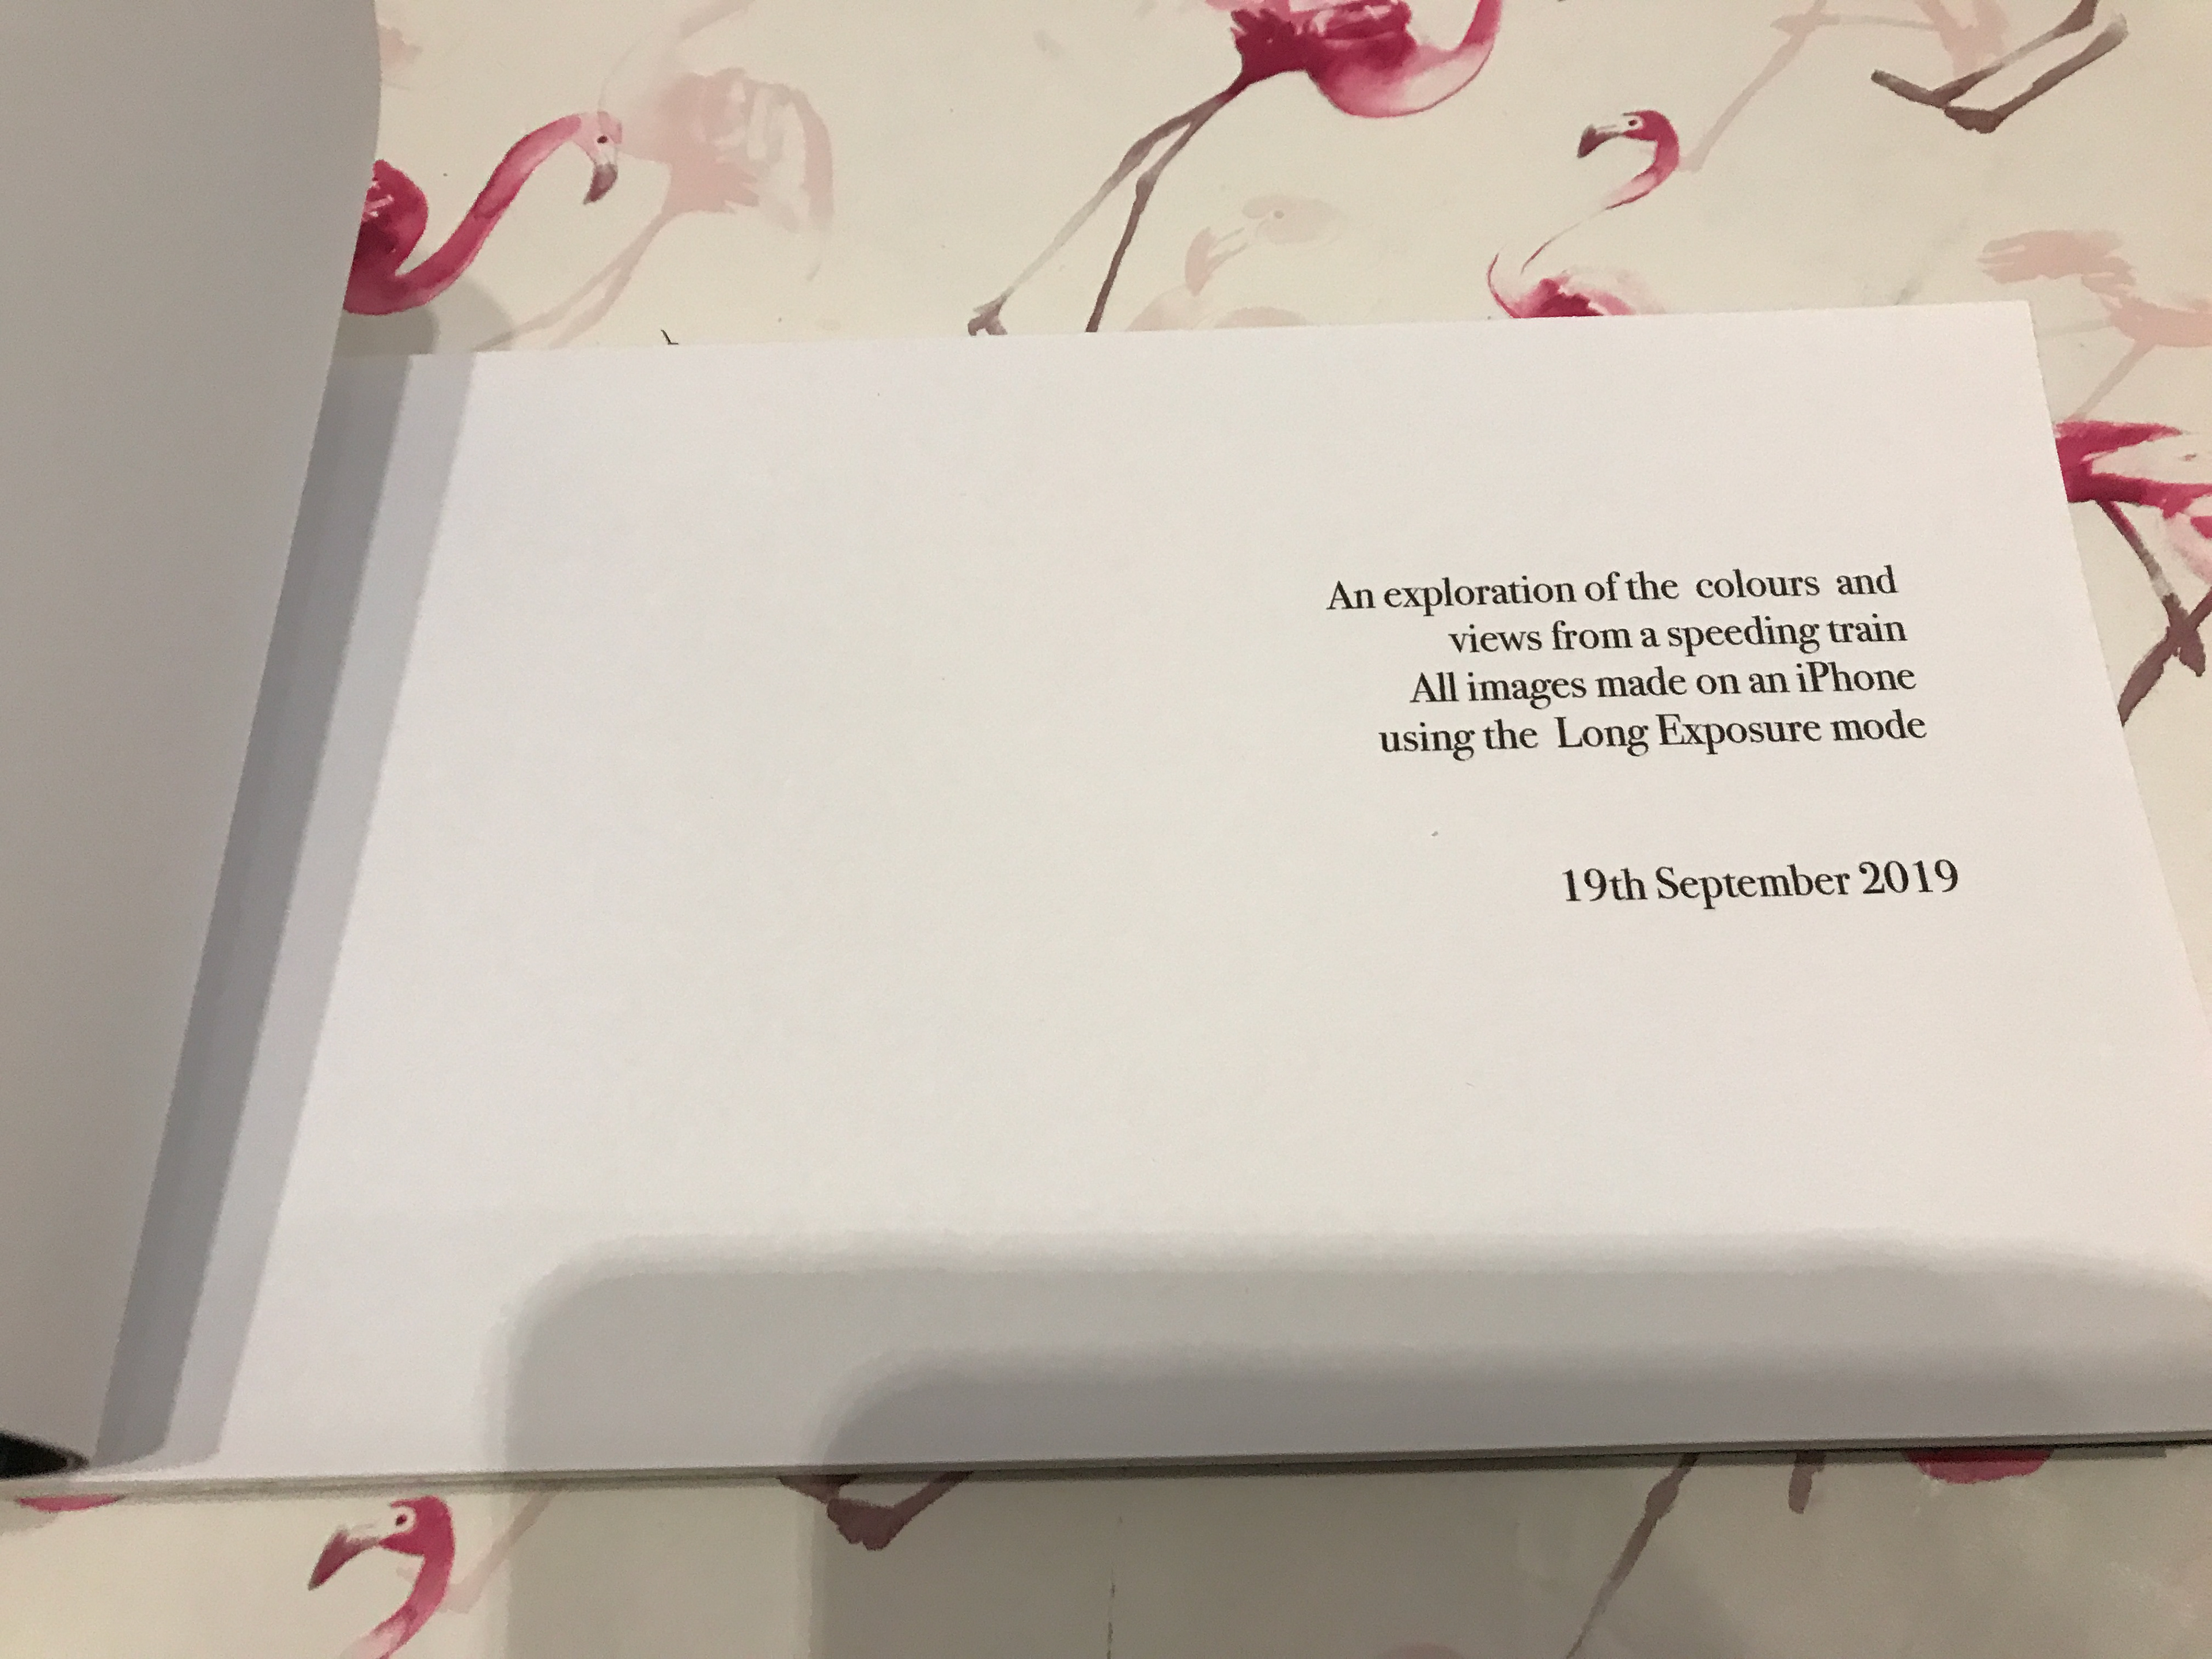 An exploration of the colours and
views from a speeding train
All images made on an iPhone
using the Long Exposure mode
19th September 2019